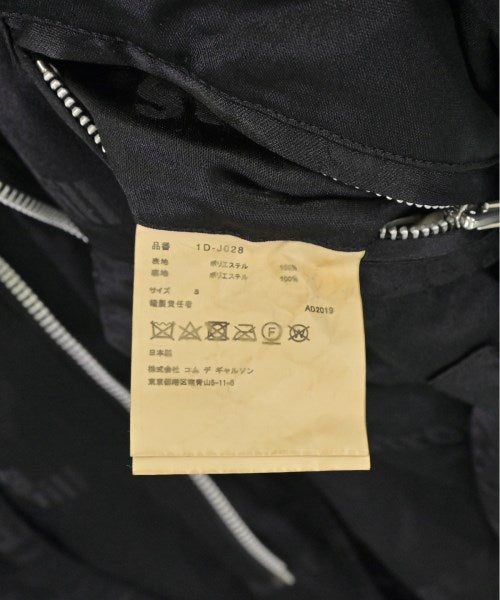 品番 1D-J028
表地 ポリエステル 100%
裏地 ポリエステル 100%
サイズ S
縫製責任者
AD2019
F W
日本製
株式会社 コム デ ギャルソン
東京都港区南青山5-11-5